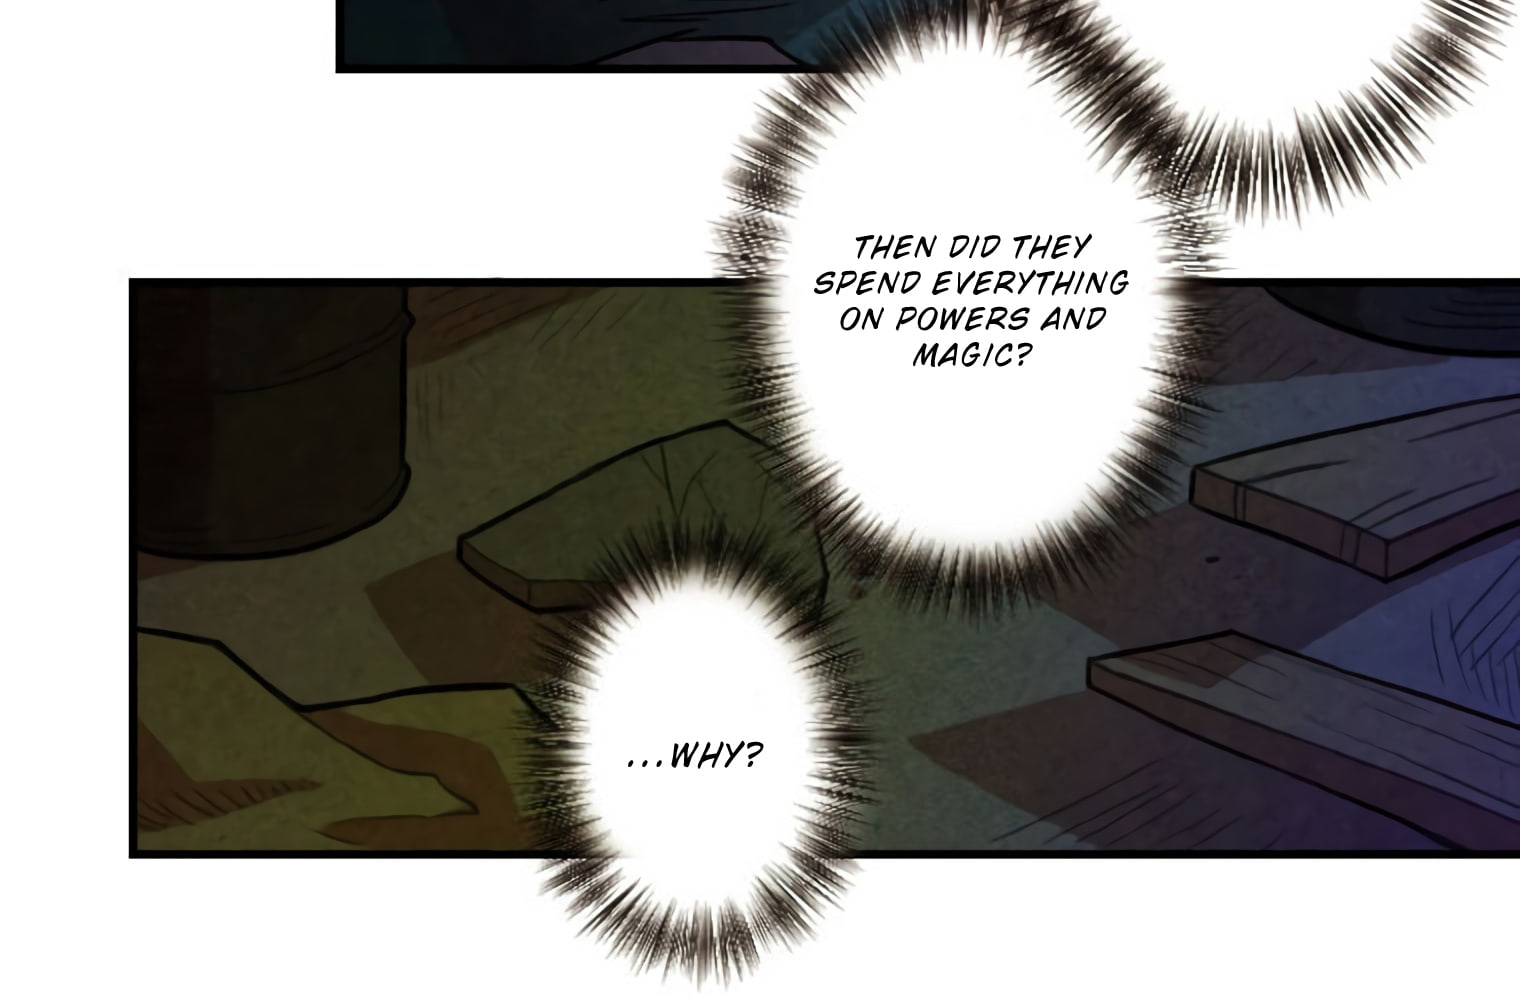 THEN DID THEY
SPEND EVERYTHING
ON POWERS AND
MAGIC?
...WHY?